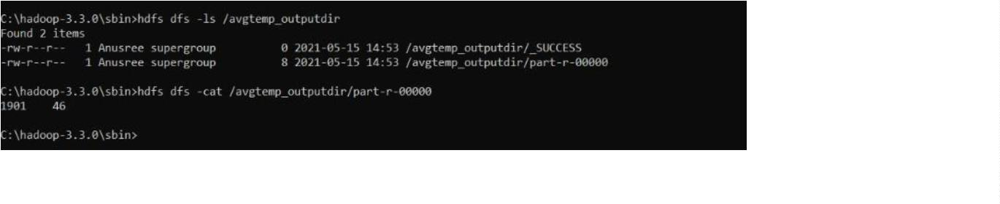 C:\hadoop-3.3.0\sbin>hdfs dfs -ls /avgtemp_outputdir
Found 2 items
-rw-r--r--   1 Anusree supergroup          0 2021-05-15 14:53 /avgtemp_outputdir/_SUCCESS
-rw-r--r--   1 Anusree supergroup          8 2021-05-15 14:53 /avgtemp_outputdir/part-r-00000
C:\hadoop-3.3.0\sbin>hdfs dfs -cat /avgtemp_outputdir/part-r-00000
1901    46
C:\hadoop-3.3.0\sbin>